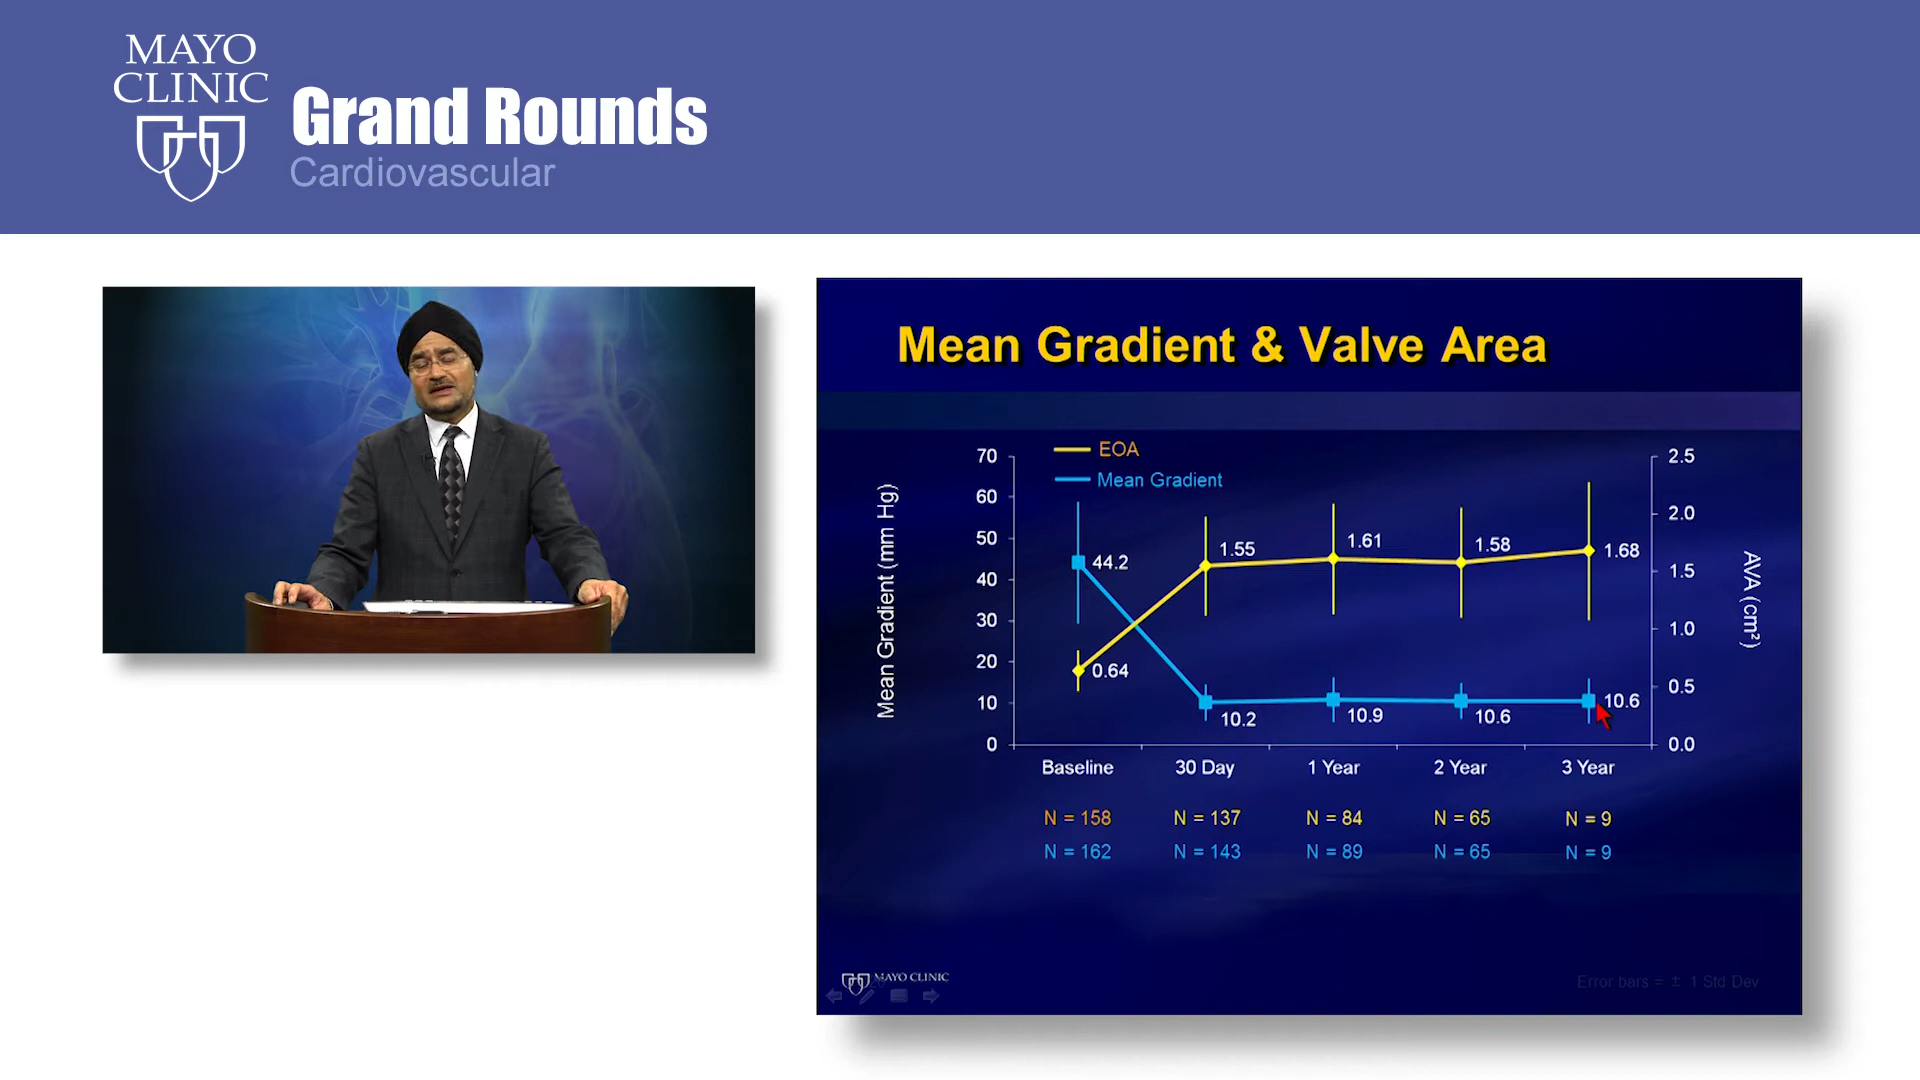 MAYO
CLINIC
Grand Rounds
Cardiovascular
Mean Gradient & Valve Area
EOA
Mean Gradient
Mean Gradient (mm Hg)
70
60
50
40
30
20
10
0
44.2
0.64
1.55
1.61
1.58
1.68
10.2
10.9
10.6
10.6
2.5
2.0
1.5
1.0
0.5
0.0
AVA (cm²)
Baseline 30 Day 1 Year 2 Year 3 Year
N = 158 N = 137 N = 84 N = 65 N = 9
N = 162 N = 143 N = 89 N = 65 N = 9
MAYO CLINIC
Error bars = ± 1 Std Dev